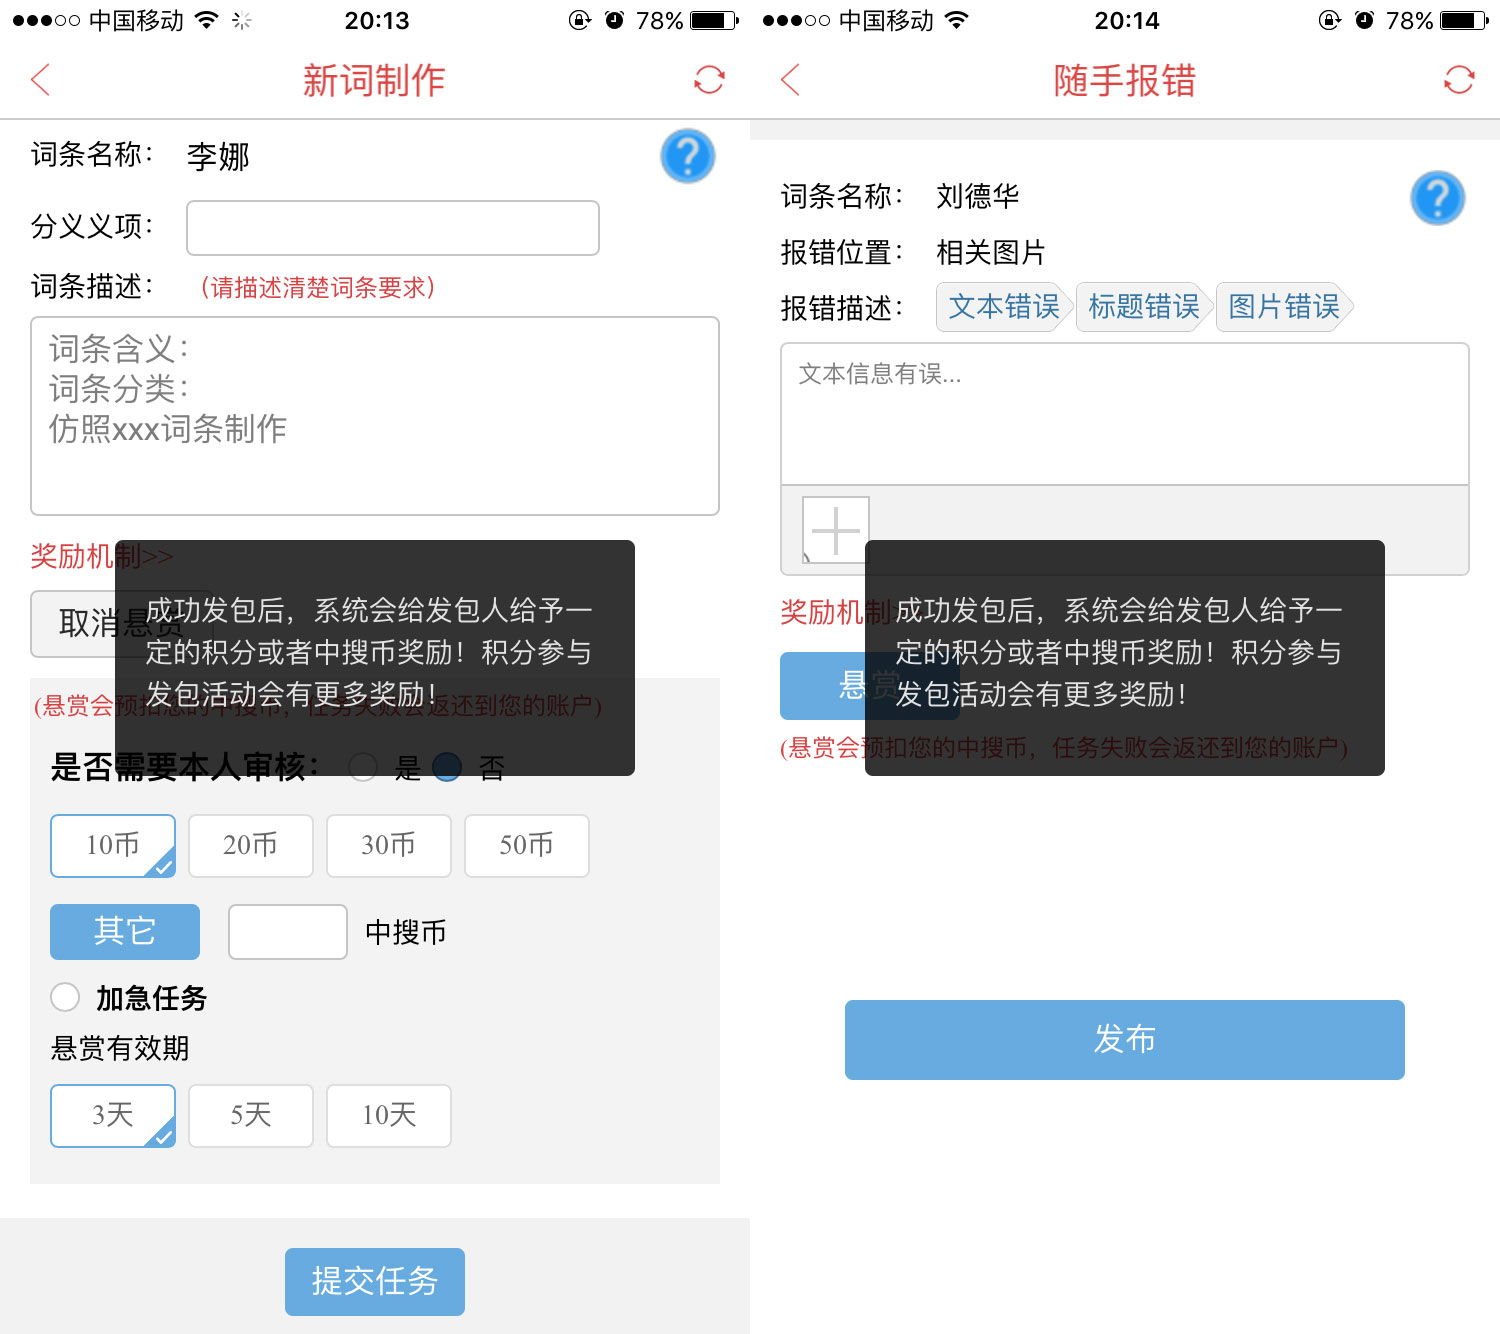 中国移动 20:13 78%
新词制作
词条名称： 李娜
分义义项：
词条描述： （请描述清楚词条要求）
词条含义：
词条分类：
仿照xxx词条制作
奖励机制>>
取消悬赏
成功发包后，系统会给发包人给予一
定的积分或者中搜币奖励！积分参与
发包活动会有更多奖励！
(悬赏会预扣您的中搜币，任务失败会返还到您的账户)
是否需要本人审核： 是 否
10币 20币 30币 50币
其它 中搜币
加急任务
悬赏有效期
3天 5天 10天
提交任务
中国移动 20:14 78%
随手报错
词条名称： 刘德华
报错位置： 相关图片
报错描述： 文本错误 标题错误 图片错误
文本信息有误...
奖励机制
悬赏
成功发包后，系统会给发包人给予一
定的积分或者中搜币奖励！积分参与
发包活动会有更多奖励！
(悬赏会预扣您的中搜币，任务失败会返还到您的账户)
发布